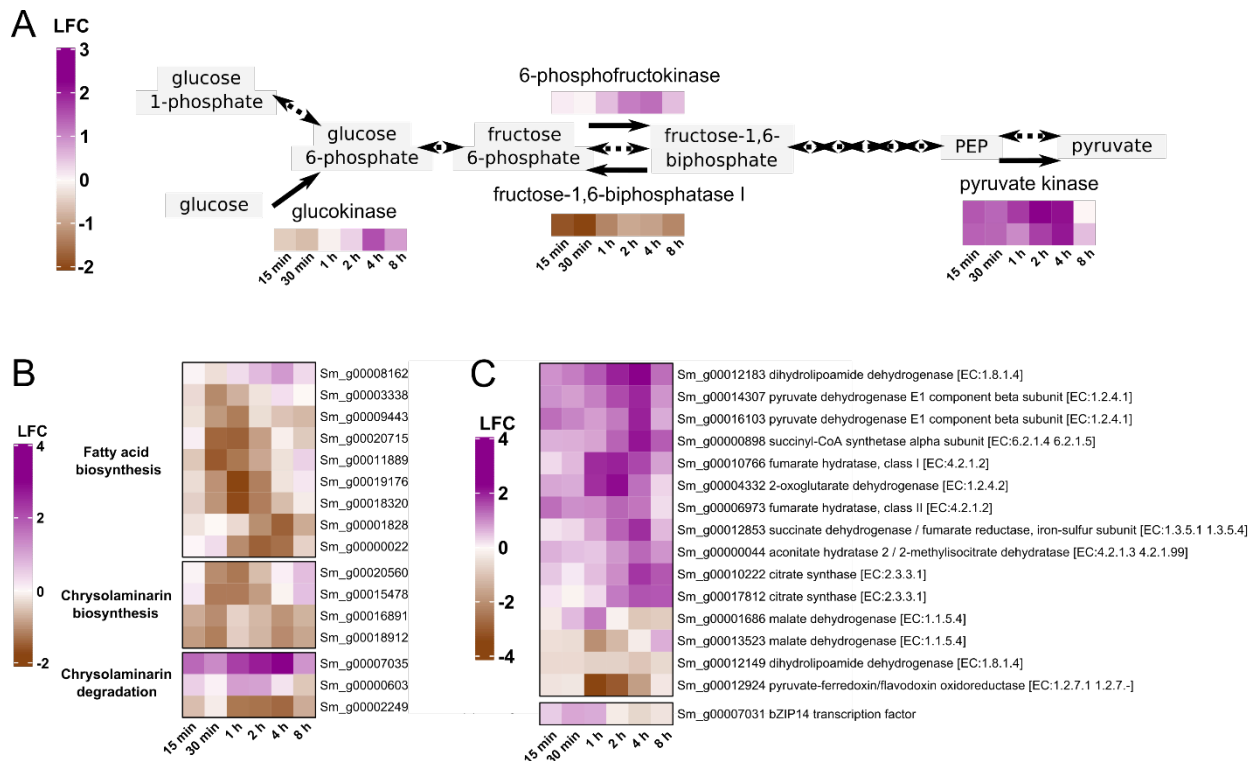 A
LFC
3
2
1
0
-1
-2
glucose
1-phosphate
glucose
6-phosphate
glucose
fructose
6-phosphate
6-phosphofructokinase
fructose-1,6-
biphosphate
fructose-1,6-biphosphatase I
PEP
pyruvate
pyruvate kinase
glucokinase
15 min
30 min
1 h
2 h
4 h
8 h
15 min
30 min
1 h
2 h
4 h
8 h
15 min
30 min
1 h
2 h
4 h
8 h
B
LFC
4
2
0
-2
Fatty acid
biosynthesis
Sm_g00008162
Sm_g00003338
Sm_g00009443
Sm_g00020715
Sm_g00011889
Sm_g00019176
Sm_g00018320
Sm_g00001828
Sm_g00000022
Chrysolaminarin
biosynthesis
Sm_g00020560
Sm_g00015478
Sm_g00016891
Sm_g00018912
Chrysolaminarin
degradation
Sm_g00007035
Sm_g00000603
Sm_g00002249
15 min
30 min
1 h
2 h
4 h
8 h
C
LFC
4
2
0
-2
-4
Sm_g00012183 dihydrolipoamide dehydrogenase [EC:1.8.1.4]
Sm_g00014307 pyruvate dehydrogenase E1 component beta subunit [EC:1.2.4.1]
Sm_g00016103 pyruvate dehydrogenase E1 component beta subunit [EC:1.2.4.1]
Sm_g00000898 succinyl-CoA synthetase alpha subunit [EC:6.2.1.4 6.2.1.5]
Sm_g00010766 fumarate hydratase, class I [EC:4.2.1.2]
Sm_g00004332 2-oxoglutarate dehydrogenase [EC:1.2.4.2]
Sm_g00006973 fumarate hydratase, class II [EC:4.2.1.2]
Sm_g00012853 succinate dehydrogenase / fumarate reductase, iron-sulfur subunit [EC:1.3.5.1 1.3.5.4]
Sm_g00000044 aconitate hydratase 2 / 2-methylisocitrate dehydratase [EC:4.2.1.3 4.2.1.99]
Sm_g00010222 citrate synthase [EC:2.3.3.1]
Sm_g00017812 citrate synthase [EC:2.3.3.1]
Sm_g00001686 malate dehydrogenase [EC:1.1.5.4]
Sm_g00013523 malate dehydrogenase [EC:1.1.5.4]
Sm_g00012149 dihydrolipoamide dehydrogenase [EC:1.8.1.4]
Sm_g00012924 pyruvate-ferredoxin/flavodoxin oxidoreductase [EC:1.2.7.1 1.2.7.-]
Sm_g00007031 bZIP14 transcription factor
15 min
30 min
1 h
2 h
4 h
8 h